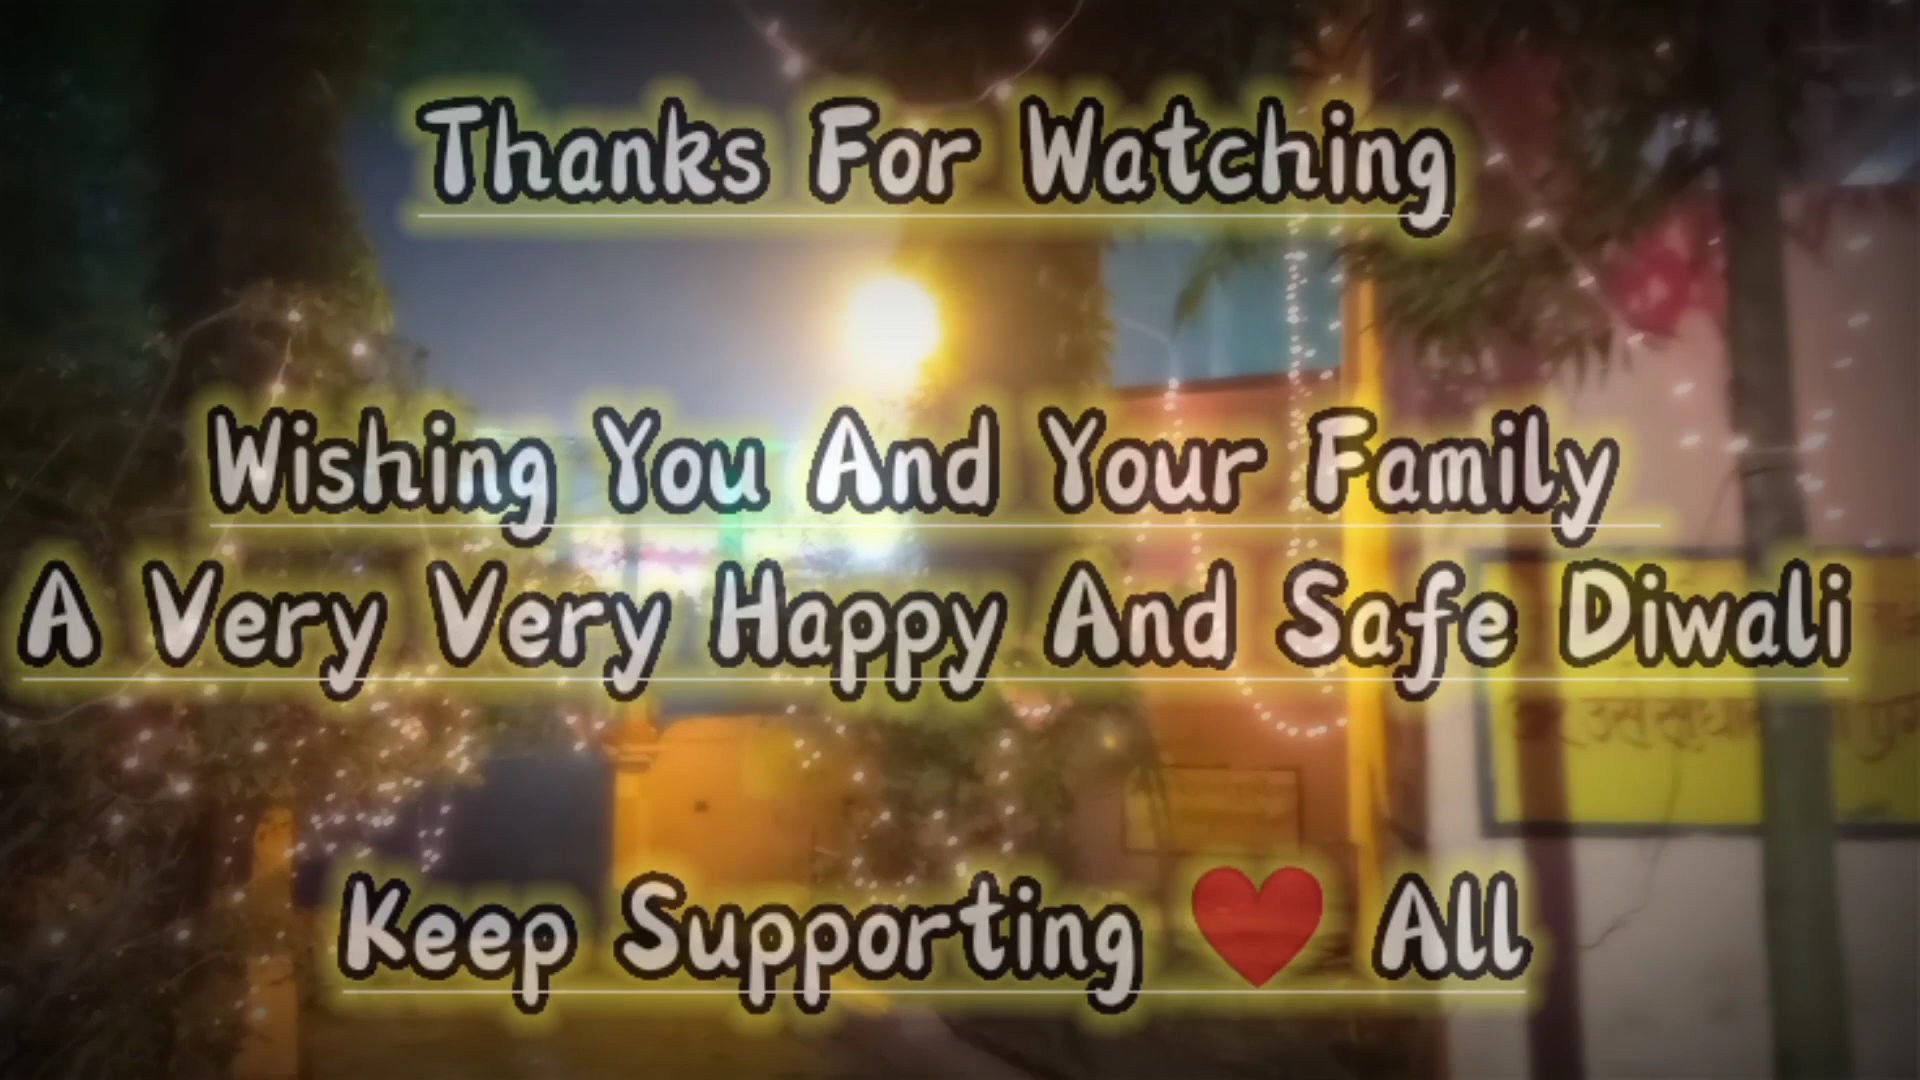 Thanks For Watching
Wishing You And Your Family
A Very Very Happy And Safe Diwali
Keep Supporting ❤ All